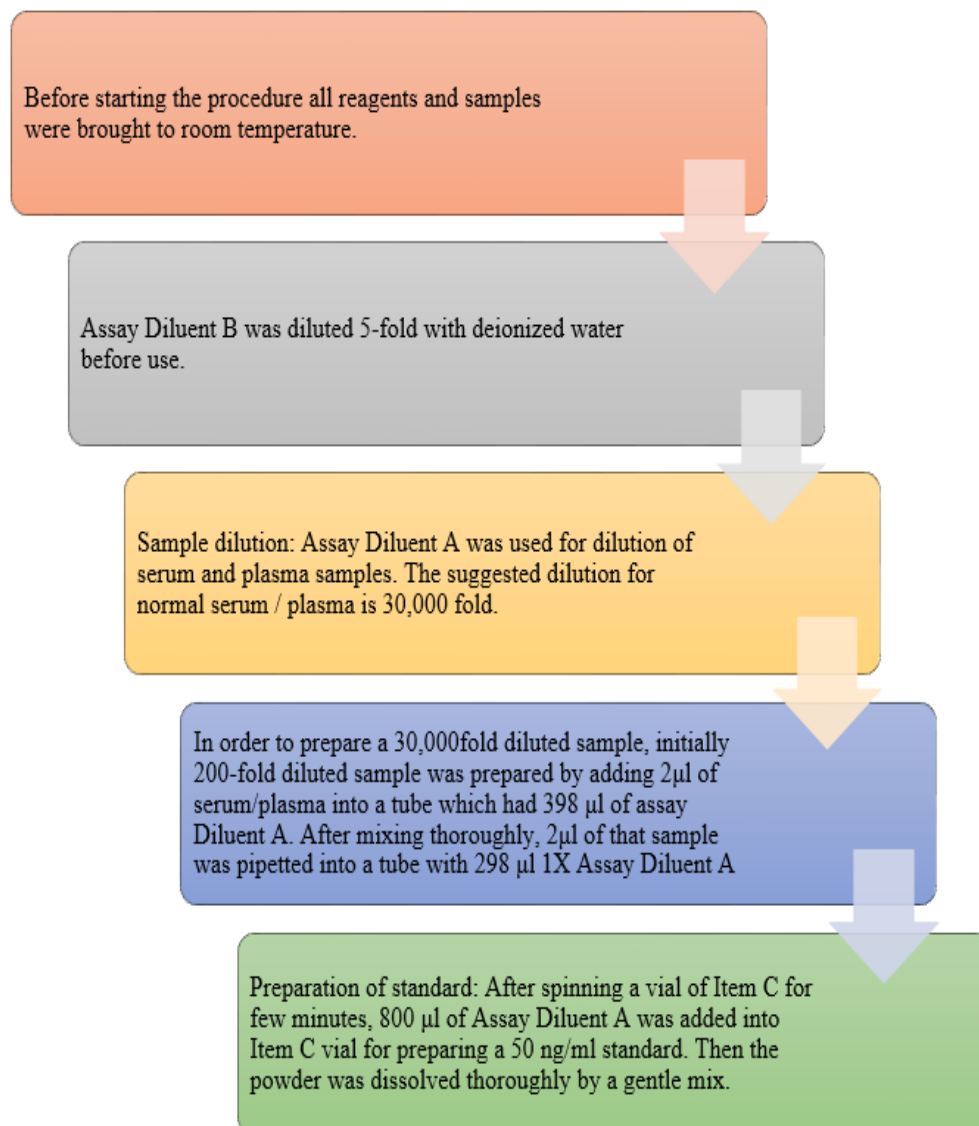 Before starting the procedure all reagents and samples
were brought to room temperature.
Assay Diluent B was diluted 5-fold with deionized water
before use.
Sample dilution: Assay Diluent A was used for dilution of
serum and plasma samples. The suggested dilution for
normal serum / plasma is 30,000 fold.
In order to prepare a 30,000fold diluted sample, initially
200-fold diluted sample was prepared by adding 2μl of
serum/plasma into a tube which had 398 μl of assay
Diluent A. After mixing thoroughly, 2μl of that sample
was pipetted into a tube with 298 μl 1X Assay Diluent A
Preparation of standard: After spinning a vial of Item C for
few minutes, 800 μl of Assay Diluent A was added into
Item C vial for preparing a 50 ng/ml standard. Then the
powder was dissolved thoroughly by a gentle mix.